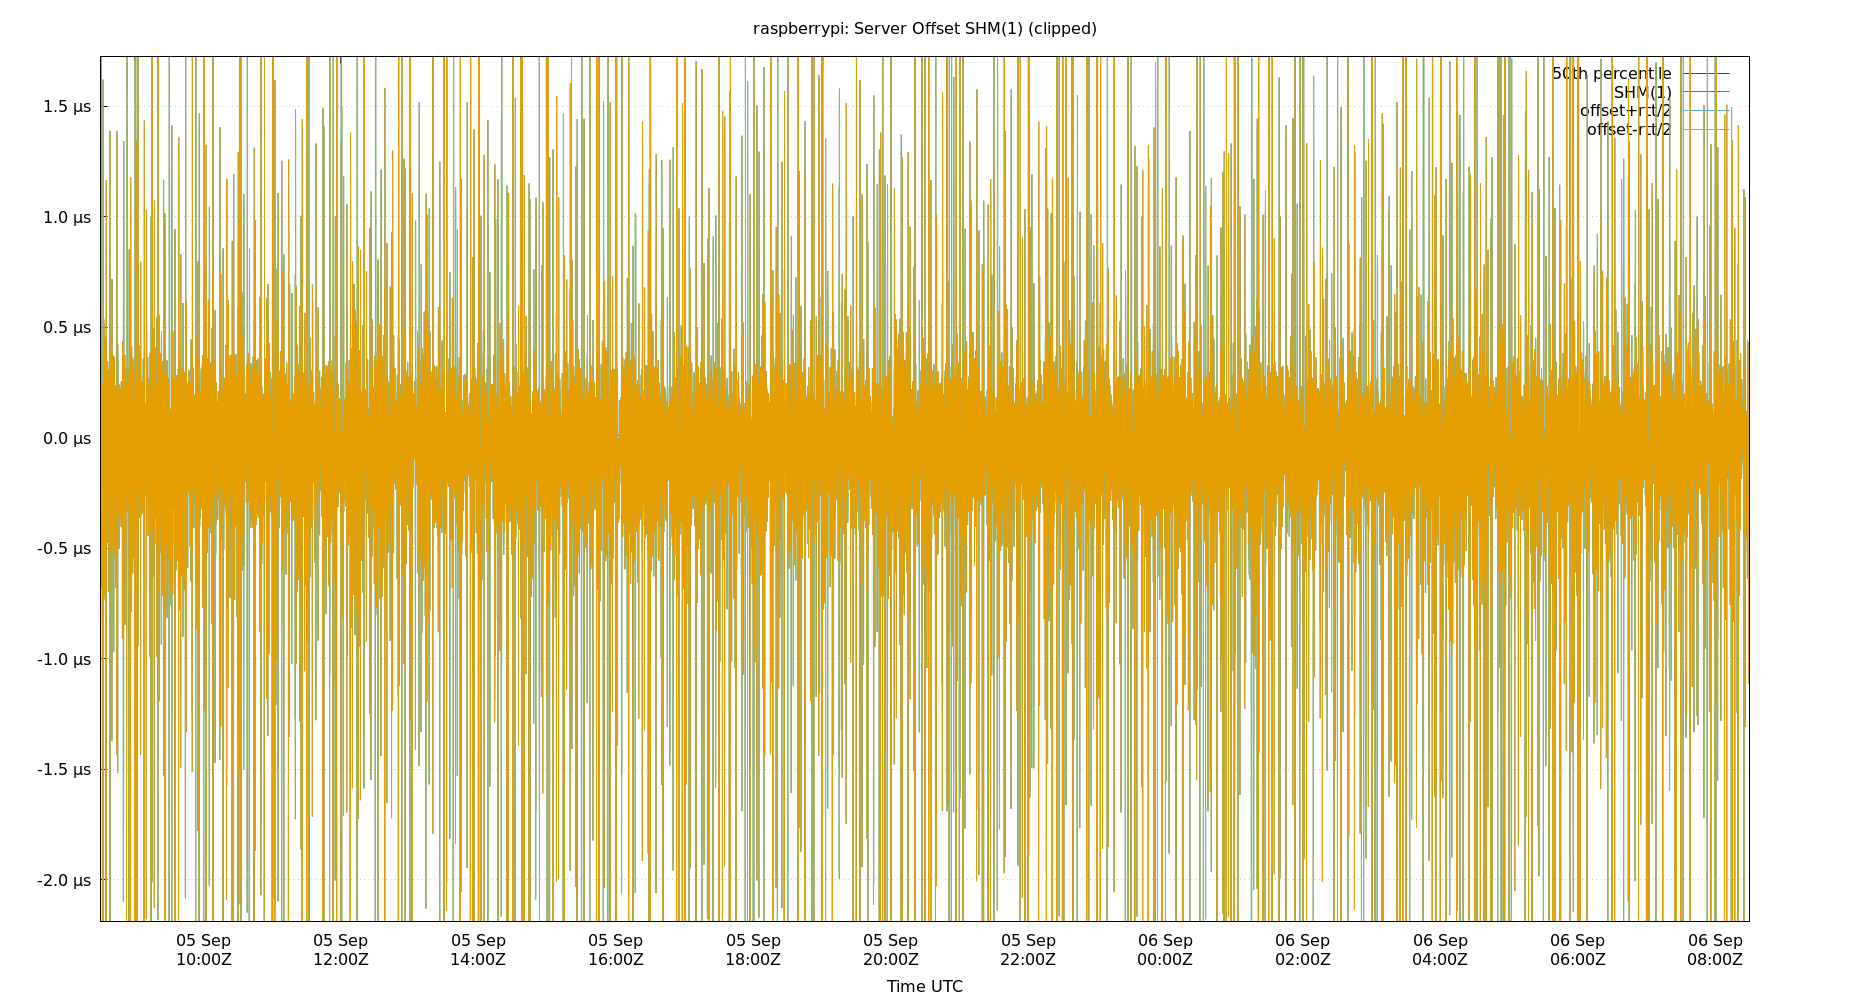 raspberrypi: Server Offset SHM(1) (clipped)
50th percentile
SHM(1)
offset+rtt/2
offset-rtt/2
1.5 µs
1.0 µs
0.5 µs
0.0 µs
-0.5 µs
-1.0 µs
-1.5 µs
-2.0 µs
05 Sep 05 Sep 05 Sep 05 Sep 05 Sep 05 Sep 05 Sep 06 Sep 06 Sep 06 Sep 06 Sep 06 Sep
10:00Z 12:00Z 14:00Z 16:00Z 18:00Z 20:00Z 22:00Z 00:00Z 02:00Z 04:00Z 06:00Z 08:00Z
Time UTC